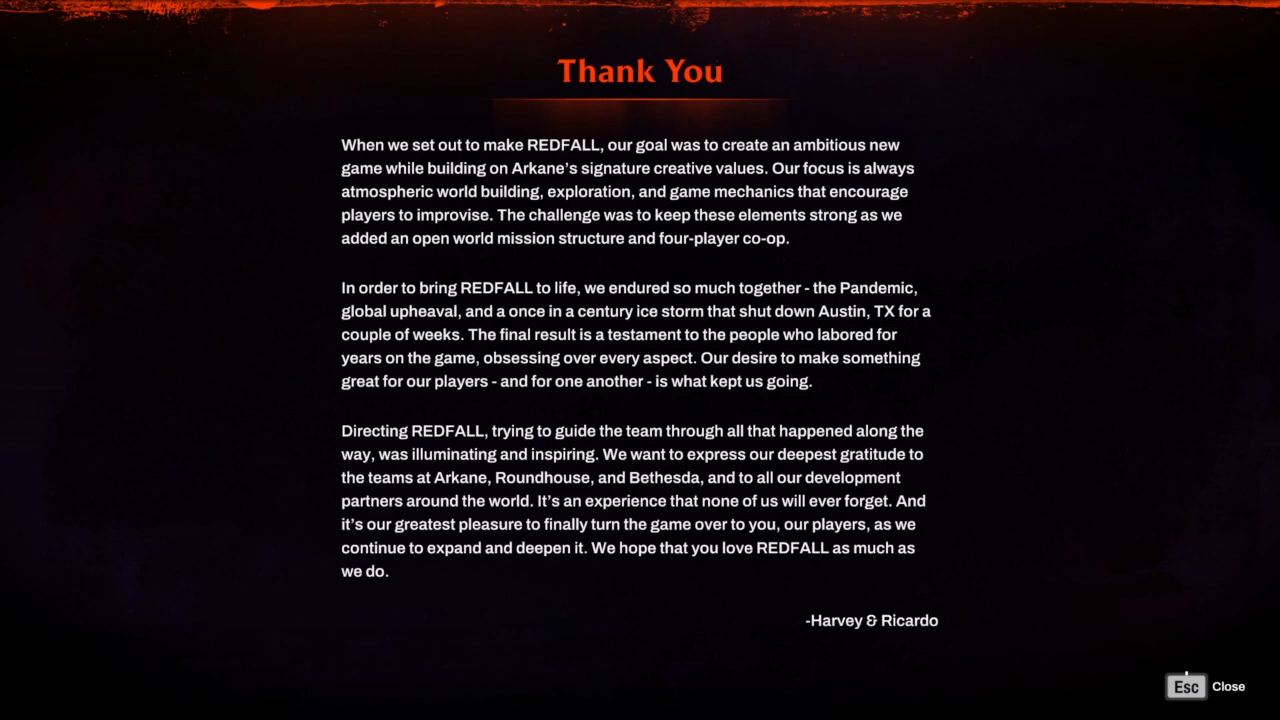 Thank You
When we set out to make REDFALL, our goal was to create an ambitious new
game while building on Arkane's signature creative values. Our focus is always
atmospheric world building, exploration, and game mechanics that encourage
players to improvise. The challenge was to keep these elements strong as we
added an open world mission structure and four-player co-op.
In order to bring REDFALL to life, we endured so much together - the Pandemic,
global upheaval, and a once in a century ice storm that shut down Austin, TX for a
couple of weeks. The final result is a testament to the people who labored for
years on the game, obsessing over every aspect. Our desire to make something
great for our players - and for one another - is what kept us going.
Directing REDFALL, trying to guide the team through all that happened along the
way, was illuminating and inspiring. We want to express our deepest gratitude to
the teams at Arkane, Roundhouse, and Bethesda, and to all our development
partners around the world. It's an experience that none of us will ever forget. And
it's our greatest pleasure to finally turn the game over to you, our players, as we
continue to expand and deepen it. We hope that you love REDFALL as much as
we do.
-Harvey & Ricardo
Esc Close